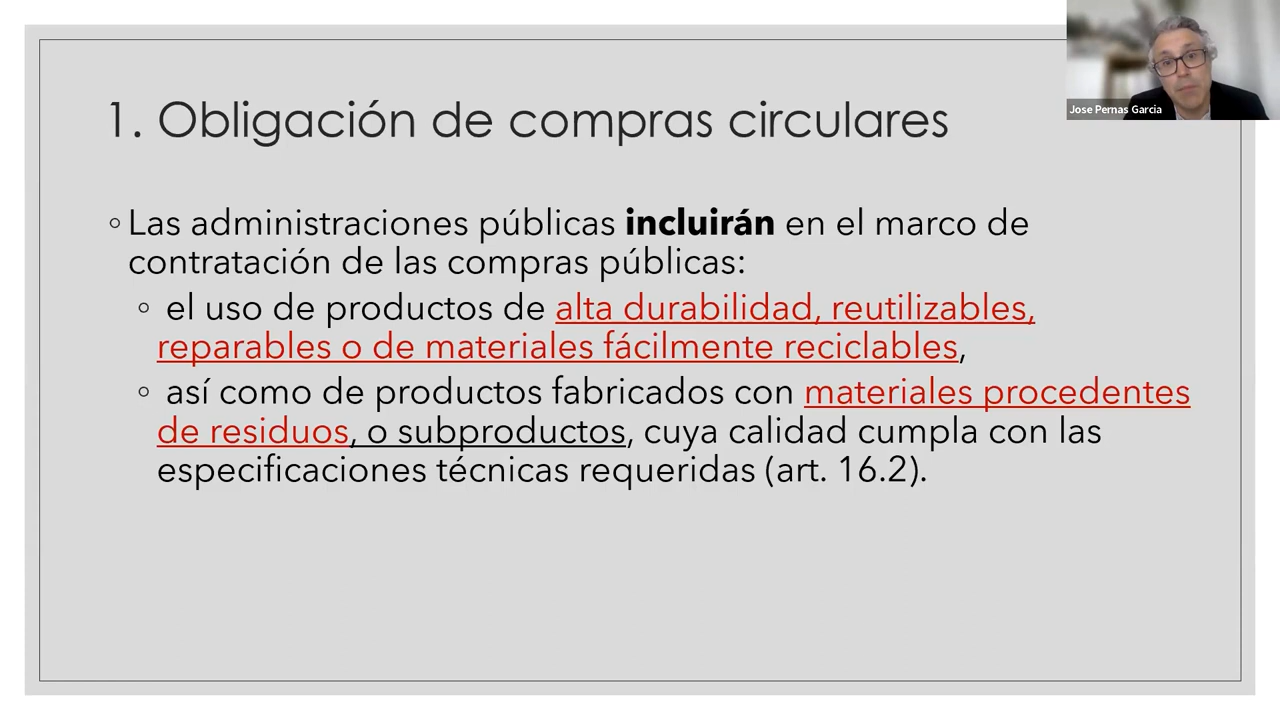 Jose Pernas Garcia
1. Obligación de compras circulares
◦ Las administraciones públicas incluirán en el marco de
contratación de las compras públicas:
◦ el uso de productos de alta durabilidad, reutilizables,
reparables o de materiales fácilmente reciclables,
◦ así como de productos fabricados con materiales procedentes
de residuos, o subproductos, cuya calidad cumpla con las
especificaciones técnicas requeridas (art. 16.2).